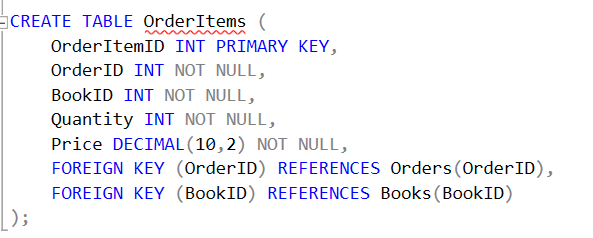 CREATE TABLE OrderItems (
OrderItemID INT PRIMARY KEY,
OrderID INT NOT NULL,
BookID INT NOT NULL,
Quantity INT NOT NULL,
Price DECIMAL(10,2) NOT NULL,
FOREIGN KEY (OrderID) REFERENCES Orders(OrderID),
FOREIGN KEY (BookID) REFERENCES Books(BookID)
);